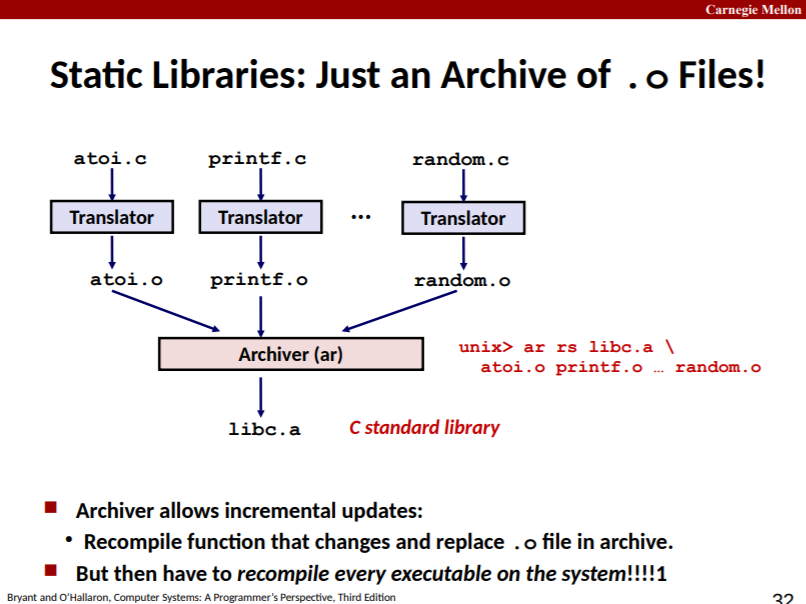 Carnegie Mellon
Static Libraries: Just an Archive of .o Files!
atoi.c printf.c random.c
Translator Translator ... Translator
atoi.o printf.o random.o
Archiver (ar)
unix> ar rs libc.a \
atoi.o printf.o … random.o
libc.a C standard library
■ Archiver allows incremental updates:
• Recompile function that changes and replace .o file in archive.
■ But then have to recompile every executable on the system!!!!1
Bryant and O'Hallaron, Computer Systems: A Programmer's Perspective, Third Edition
32